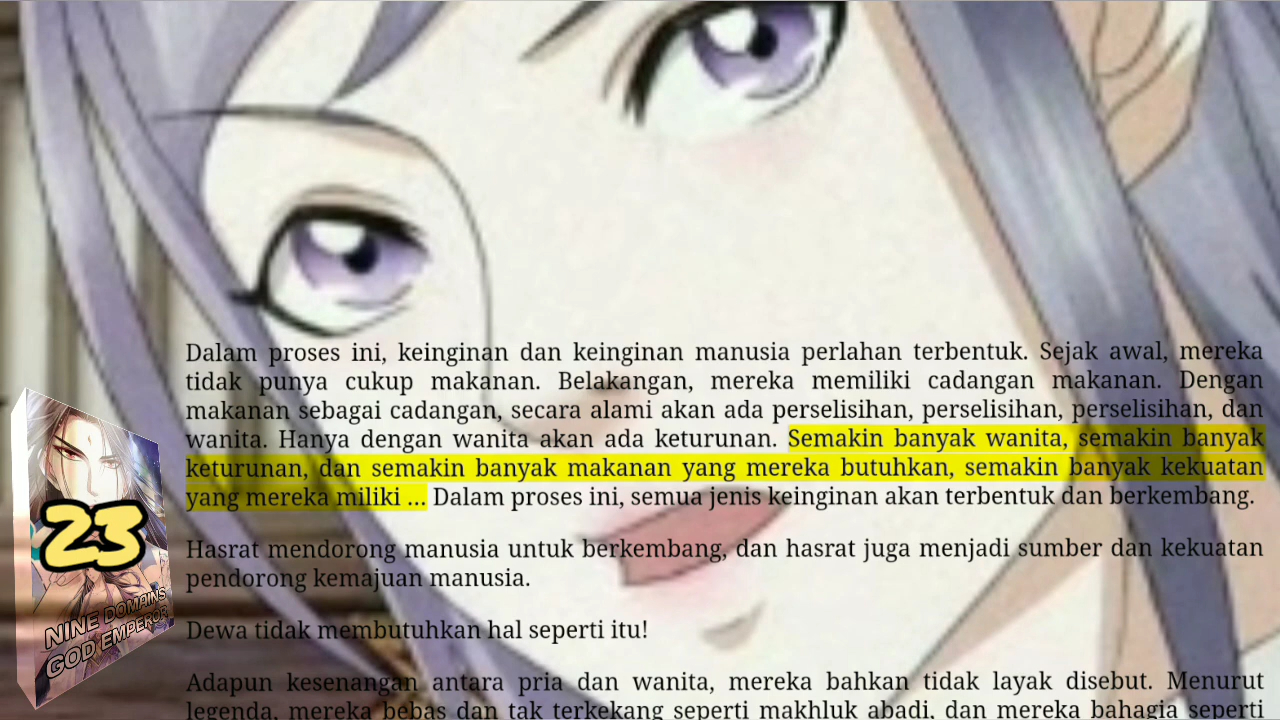 Dalam proses ini, keinginan dan keinginan manusia perlahan terbentuk. Sejak awal, mereka
tidak punya cukup makanan. Belakangan, mereka memiliki cadangan makanan. Dengan
makanan sebagai cadangan, secara alami akan ada perselisihan, perselisihan, perselisihan, dan
wanita. Hanya dengan wanita akan ada keturunan. Semakin banyak wanita, semakin banyak
keturunan, dan semakin banyak makanan yang mereka butuhkan, semakin banyak kekuatan
yang mereka miliki ... Dalam proses ini, semua jenis keinginan akan terbentuk dan berkembang.
Hasrat mendorong manusia untuk berkembang, dan hasrat juga menjadi sumber dan kekuatan
pendorong kemajuan manusia.
Dewa tidak membutuhkan hal seperti itu!
Adapun kesenangan antara pria dan wanita, mereka bahkan tidak layak disebut. Menurut
legenda, mereka bebas dan tak terkekang seperti makhluk abadi, dan mereka bahagia seperti
23
NINE DOMAINS
GOD EMPEROR